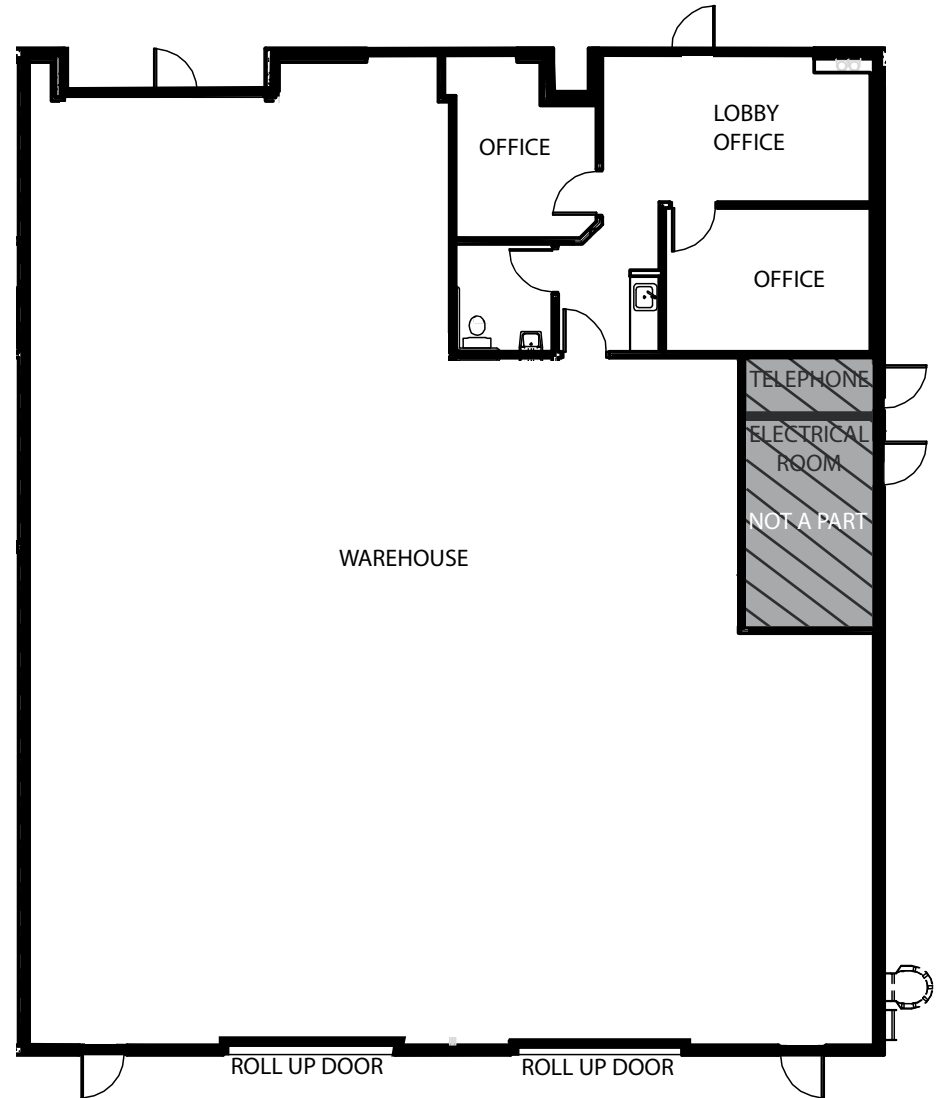 LOBBY
OFFICE
OFFICE
OFFICE
TELEPHONE
ELECTRICAL
ROOM
NOT A PART
WAREHOUSE
ROLL UP DOOR
ROLL UP DOOR